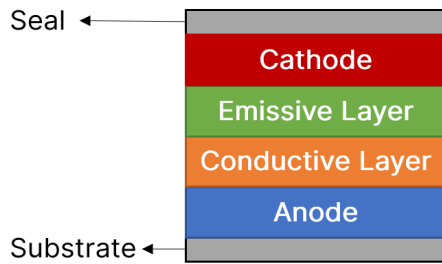 Seal
Cathode
Emissive Layer
Conductive Layer
Anode
Substrate